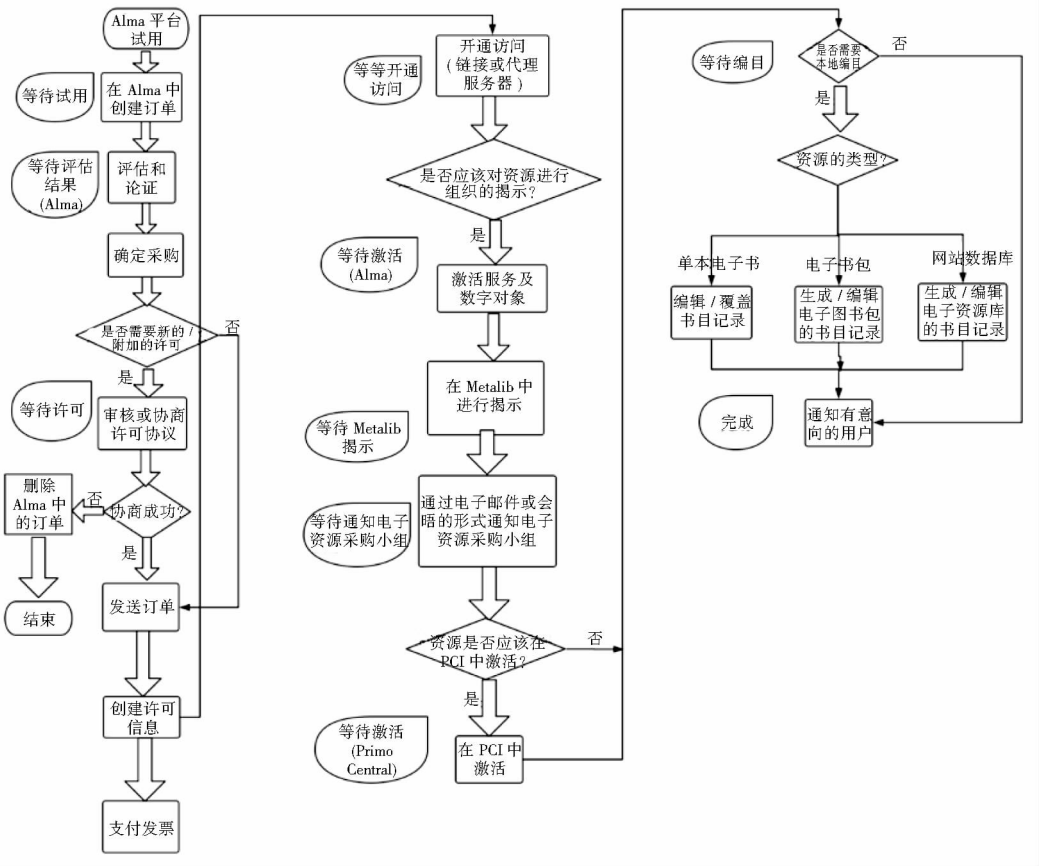 Alma 平台
试用
等待试用
在 Alma 中
创建订单
等待评估
结果
(Alma)
评估和
论证
确定采购
是否需要新的 /
附加的许可
否
是
等待许可
审核或协商
许可协议
删除
Alma 中
的订单
否
协商成功?
是
结束
发送订单
创建许可
信息
支付发票
等等开通
访问
开通访问
( 链接或代理
服务器 )
是否应该对资源进行
组织的揭示?
是
等待激活
(Alma)
激活服务及
数字对象
在 Metalib 中
进行揭示
等待 Metalib
揭示
等待通知电子
资源采购小组
通过电子邮件或会
晤的形式通知电子
资源采购小组
资源是否应该在
PCI 中激活?
否
是
等待激活
(Primo
Central)
在 PCI 中
激活
等待编目
是否需要
本地编目
否
是
资源的类型?
单本电子书
电子书包
网站数据库
编辑 / 覆盖
书目记录
生成 / 编辑
电子图书包
的书目记录
生成 / 编辑
电子资源库
的书目记录
完成
通知有意
向的用户